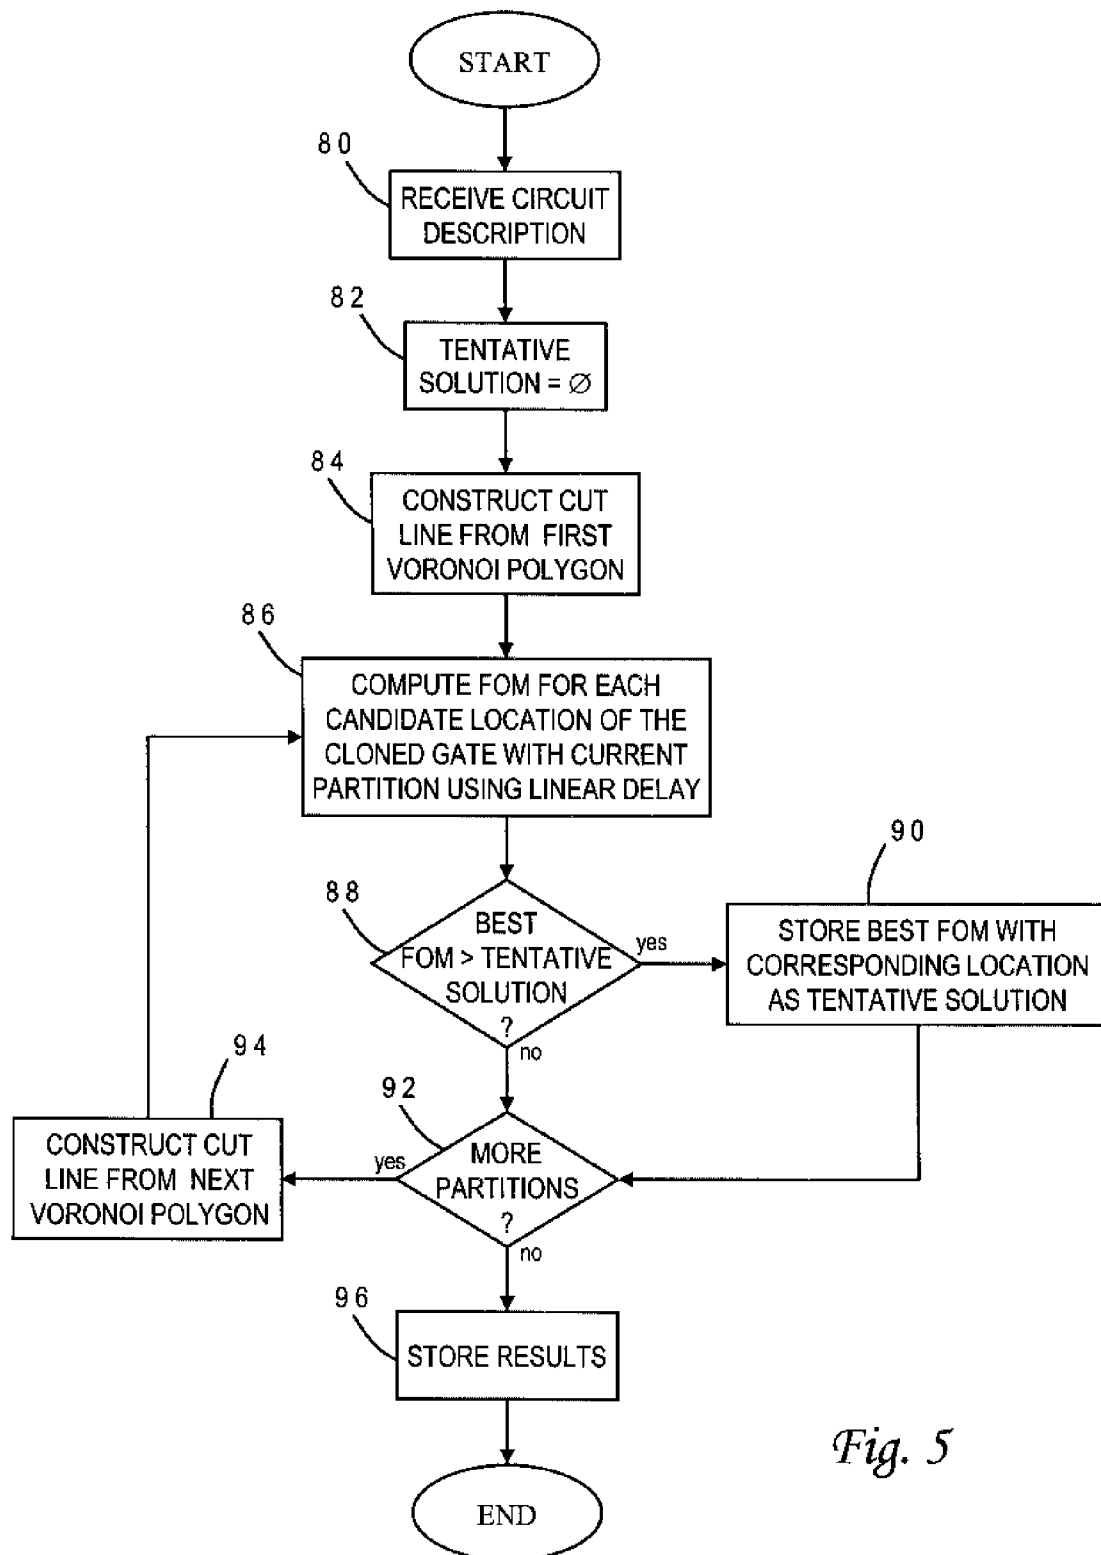 START
80
RECEIVE CIRCUIT
DESCRIPTION
82
TENTATIVE
SOLUTION = ∅
84
CONSTRUCT CUT
LINE FROM FIRST
VORONOI POLYGON
86
COMPUTE FOM FOR EACH
CANDIDATE LOCATION OF THE
CLONED GATE WITH CURRENT
PARTITION USING LINEAR DELAY
88
BEST
FOM > TENTATIVE
SOLUTION
?
yes
no
90
STORE BEST FOM WITH
CORRESPONDING LOCATION
AS TENTATIVE SOLUTION
92
MORE
PARTITIONS
?
yes
no
94
CONSTRUCT CUT
LINE FROM NEXT
VORONOI POLYGON
96
STORE RESULTS
END
Fig. 5